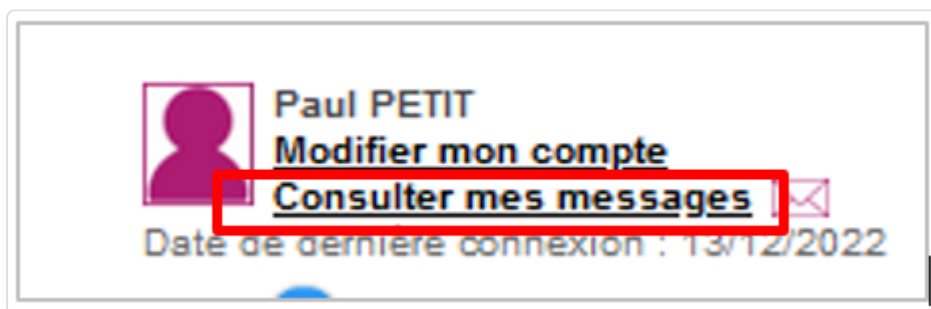 Paul PETIT
Modifier mon compte
Consulter mes messages
Date de dernière connexion : 13/12/2022